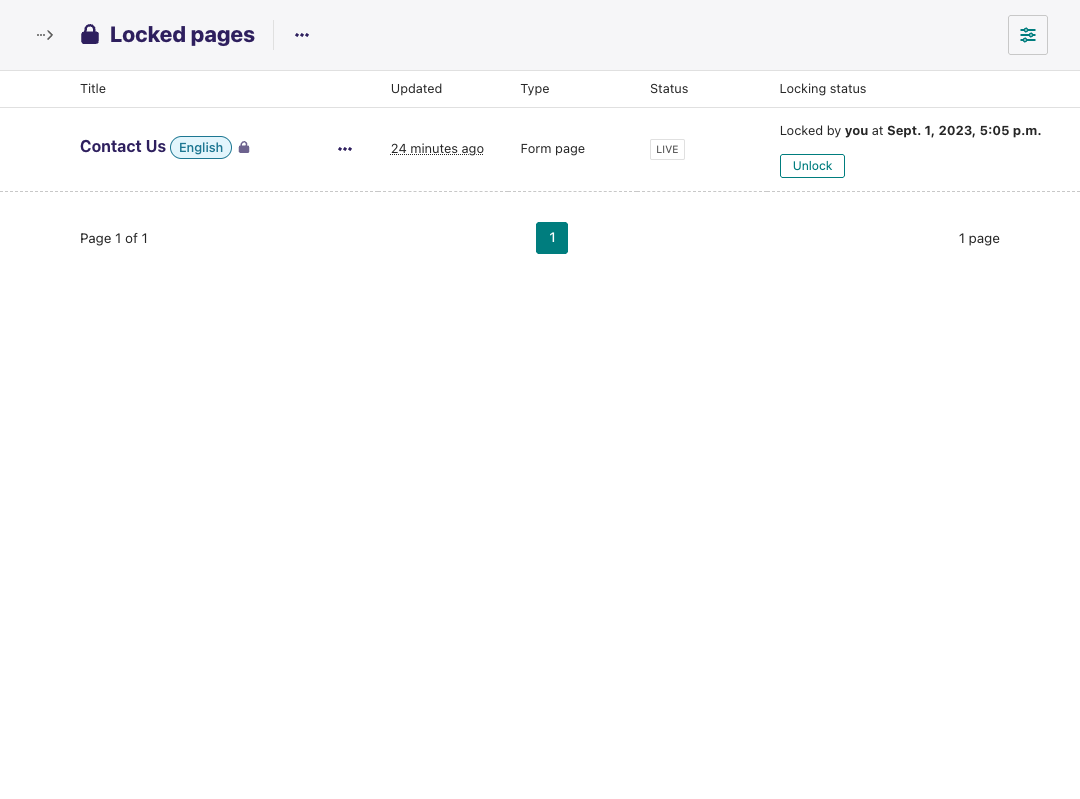 Locked pages
Title Updated Type Status Locking status
Contact Us English 24 minutes ago Form page LIVE Locked by you at Sept. 1, 2023, 5:05 p.m.
Unlock
Page 1 of 1 1 1 page